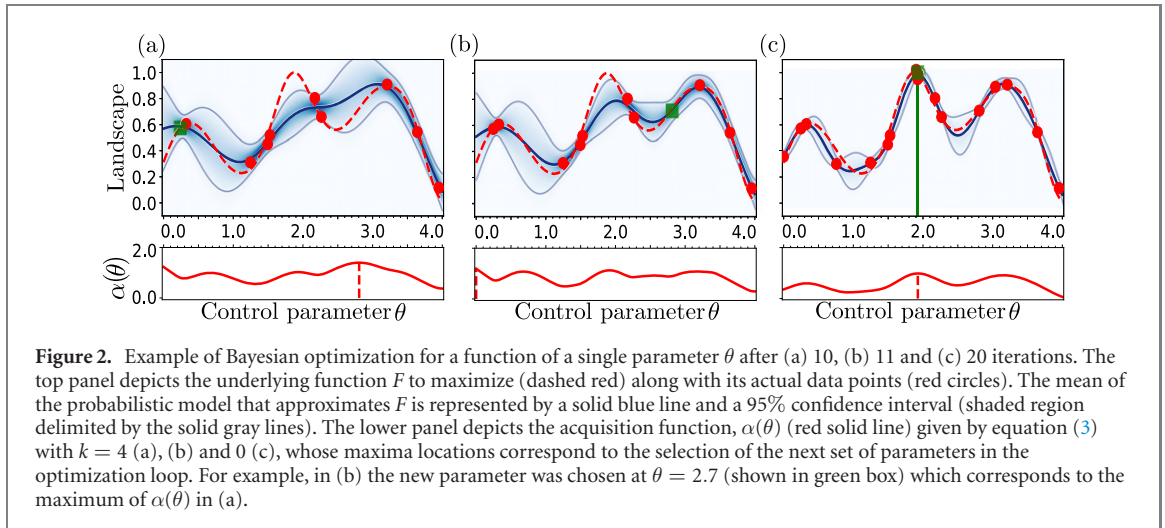 (a) (b) (c)
Landscape
1.0
0.8
0.6
0.4
0.2
0.0
0.0 1.0 2.0 3.0 4.0
0.0 1.0 2.0 3.0 4.0
0.0 1.0 2.0 3.0 4.0
α(θ)
2.0
0.0
Control parameter θ
Control parameter θ
Control parameter θ
Figure 2. Example of Bayesian optimization for a function of a single parameter θ after (a) 10, (b) 11 and (c) 20 iterations. The
top panel depicts the underlying function F to maximize (dashed red) along with its actual data points (red circles). The mean of
the probabilistic model that approximates F is represented by a solid blue line and a 95% confidence interval (shaded region
delimited by the solid gray lines). The lower panel depicts the acquisition function, α(θ) (red solid line) given by equation (3)
with k = 4 (a), (b) and 0 (c), whose maxima locations correspond to the selection of the next set of parameters in the
optimization loop. For example, in (b) the new parameter was chosen at θ = 2.7 (shown in green box) which corresponds to the
maximum of α(θ) in (a).